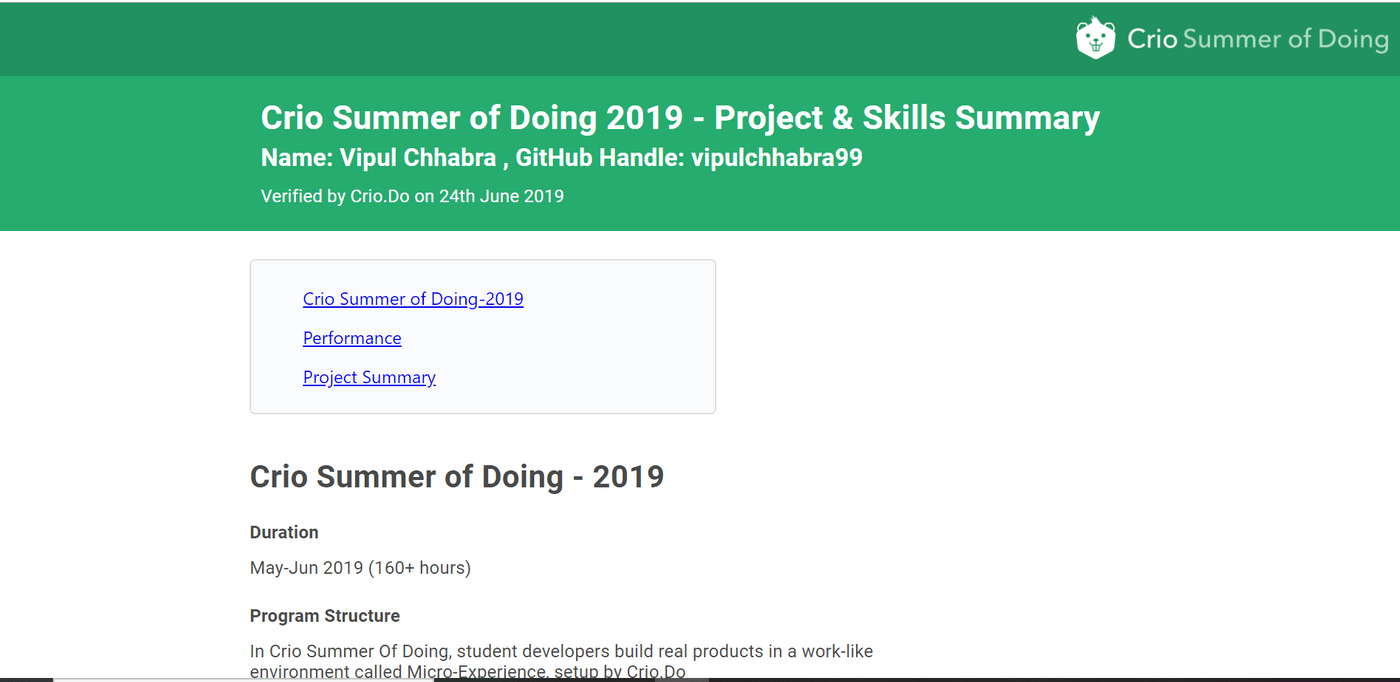 Crio Summer of Doing
Crio Summer of Doing 2019 - Project & Skills Summary
Name: Vipul Chhabra , GitHub Handle: vipulchhabra99
Verified by Crio.Do on 24th June 2019
Crio Summer of Doing-2019
Performance
Project Summary
Crio Summer of Doing - 2019
Duration
May-Jun 2019 (160+ hours)
Program Structure
In Crio Summer Of Doing, student developers build real products in a work-like
environment called Micro-Experience, setup by Crio.Do